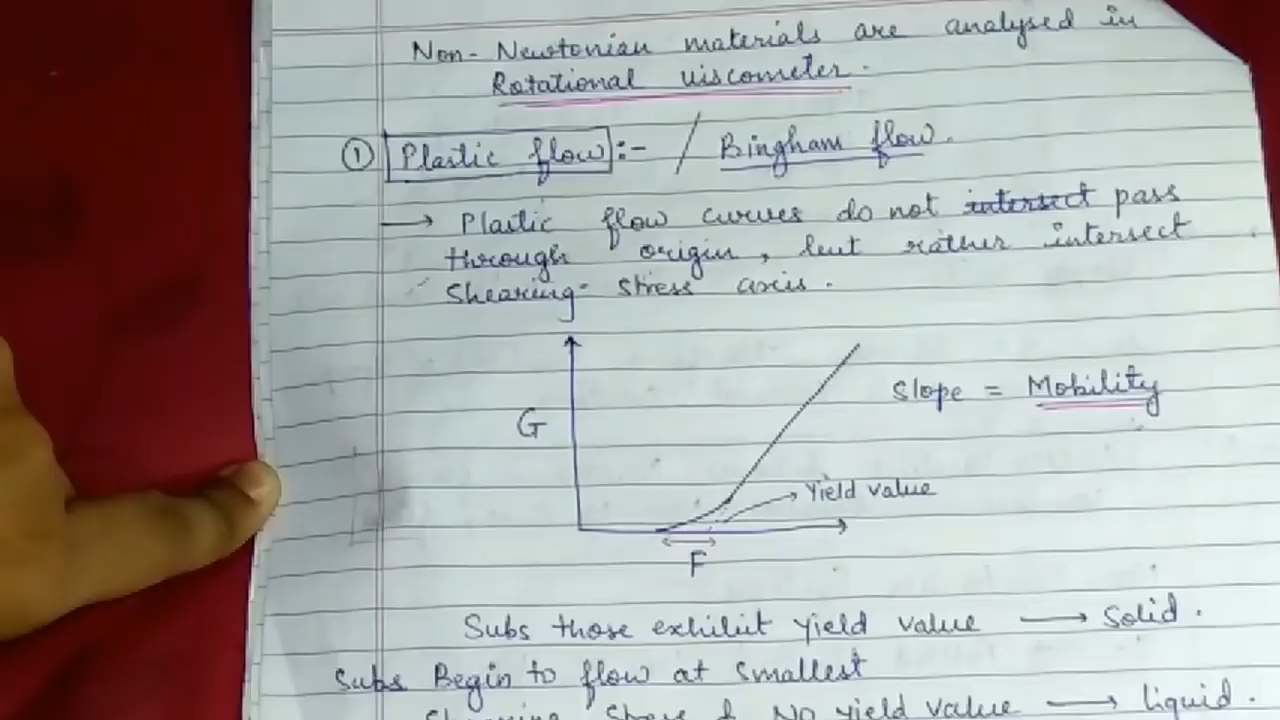 Non-Newtonian materials are analysed in
Rotational viscometer.
① Plastic flow :- / Bingham flow.
→ Plastic flow curves do not intersect pass
through origin, but rather intersect
Shearing-stress axis.
G
Slope = Mobility
→ Yield value
F
Subs those exhibit yield value → Solid.
Subs Begin to flow at smallest
Shearing Stress & No yield value → liquid.